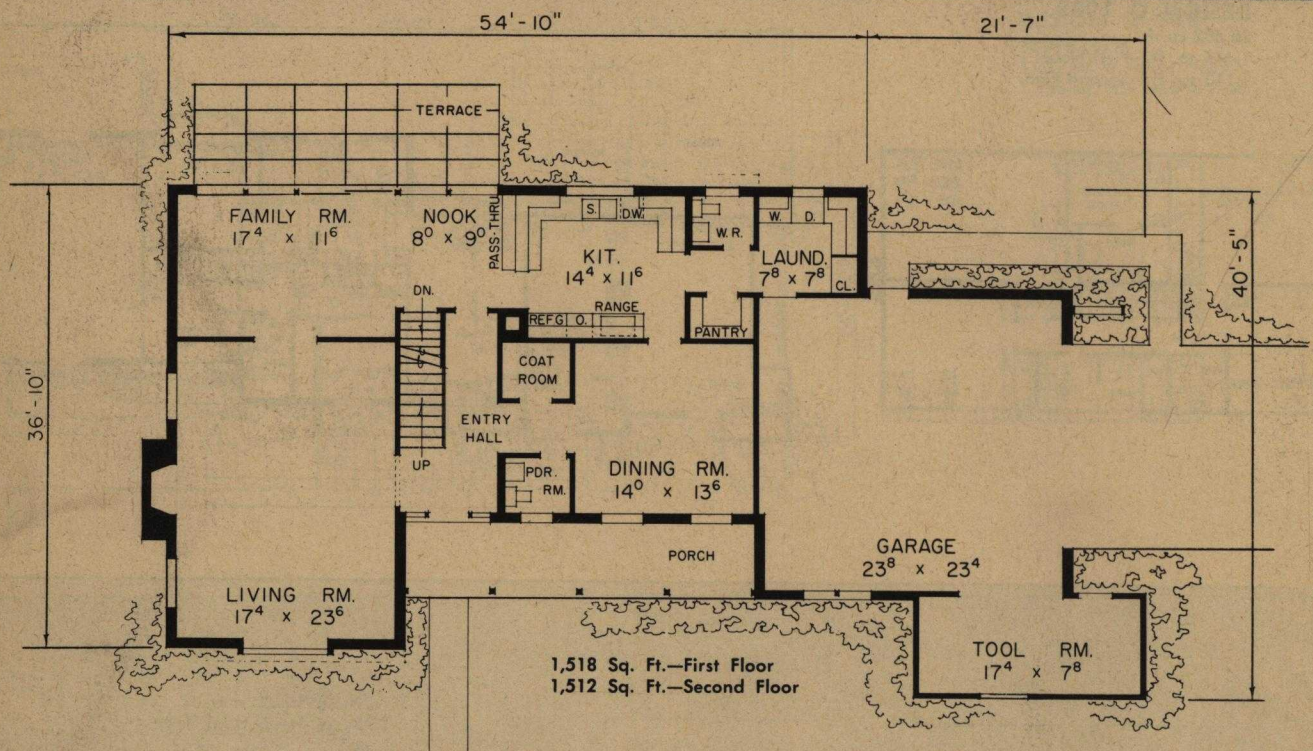 54'-10"
21'-7"
TERRACE
FAMILY RM.
17⁴ x 11⁶
NOOK
8⁰ x 9⁰
PASS-THRU
S.
DW.
KIT.
14⁴ x 11⁶
W. R.
W.
D.
LAUND.
7⁸ x 7⁸
CL.
40'-5"
DN.
RANGE
REFG
O.
PANTRY
COAT
ROOM
36'-10"
ENTRY
HALL
UP
PDR.
RM.
DINING RM.
14⁰ x 13⁶
PORCH
GARAGE
23⁸ x 23⁴
LIVING RM.
17⁴ x 23⁶
TOOL RM.
17⁴ x 7⁸
1,518 Sq. Ft.—First Floor
1,512 Sq. Ft.—Second Floor